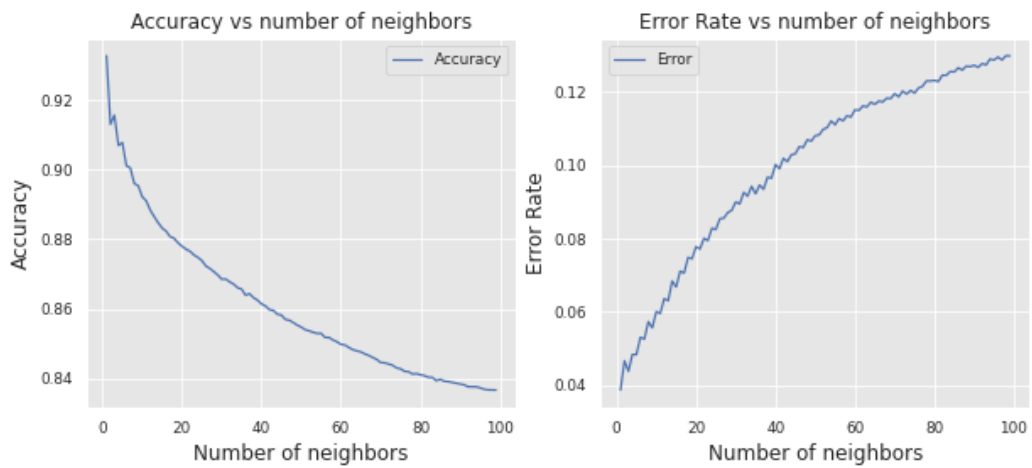 Accuracy vs number of neighbors
Accuracy
0.92
0.90
0.88
0.86
0.84
Accuracy
0 20 40 60 80 100
Number of neighbors
Error Rate vs number of neighbors
Error
0.12
0.10
0.08
0.06
0.04
Error Rate
0 20 40 60 80 100
Number of neighbors